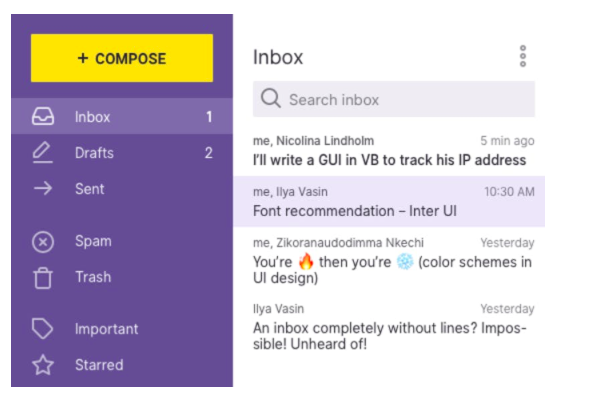 + COMPOSE
Inbox 1
Drafts 2
Sent
Spam
Trash
Important
Starred
Inbox
Search inbox
me, Nicolina Lindholm 5 min ago
I'll write a GUI in VB to track his IP address
me, Ilya Vasin 10:30 AM
Font recommendation – Inter UI
me, Zikoranaudodimma Nkechi Yesterday
You're 🔥 then you're ❄️ (color schemes in
UI design)
Ilya Vasin Yesterday
An inbox completely without lines? Impos-
sible! Unheard of!